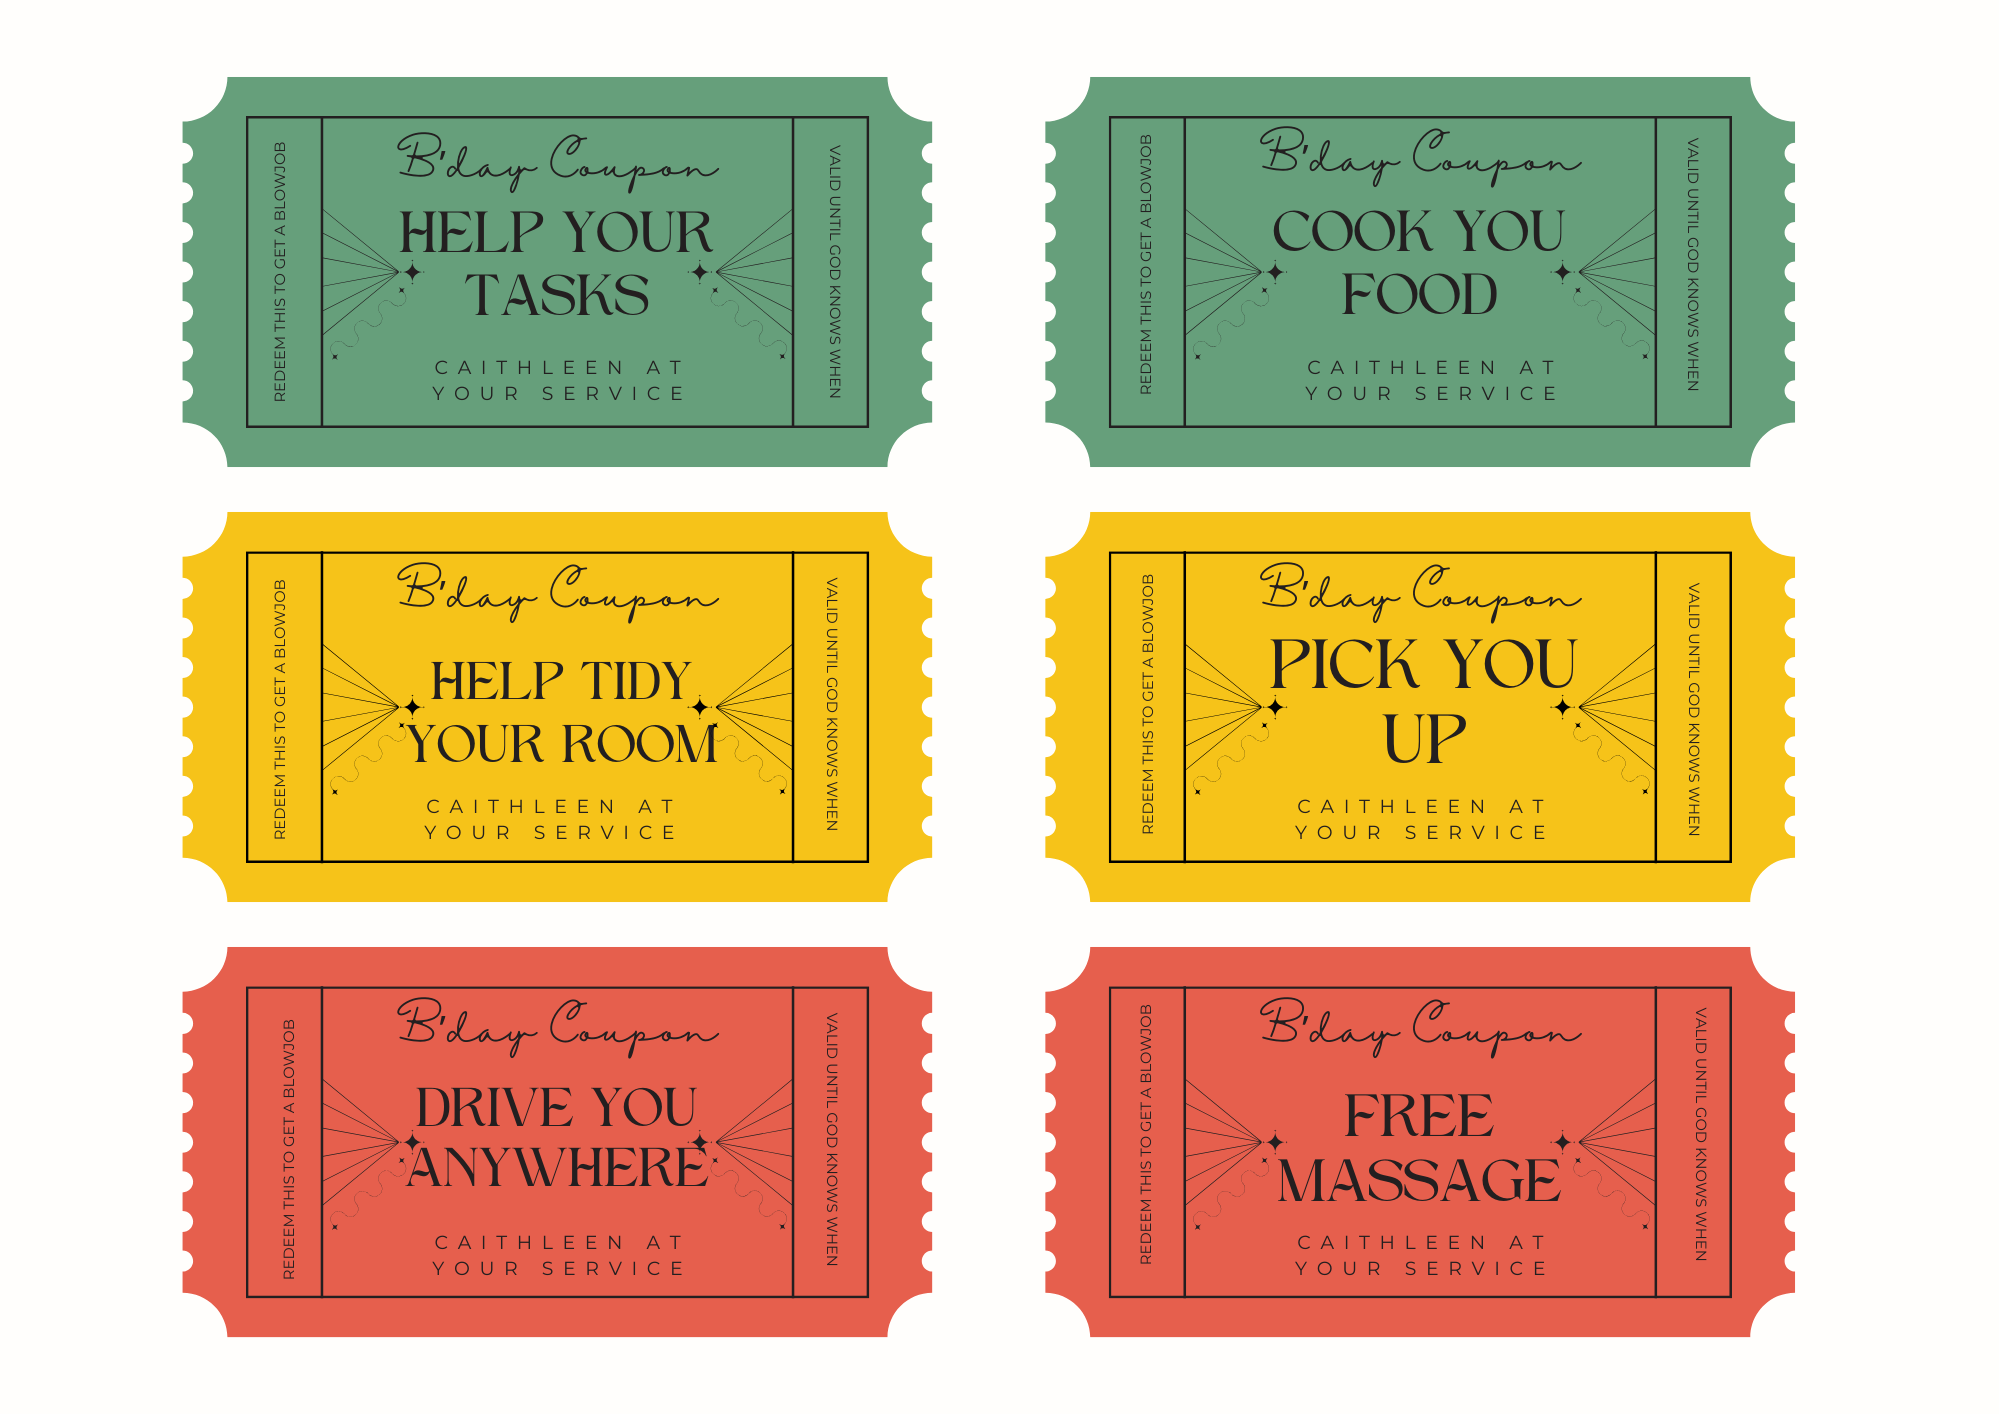 REDEEM THIS TO GET A BLOWJOB
B'day Coupon
HELP YOUR
TASKS
CAITHLEEN AT
YOUR SERVICE
VALID UNTIL GOD KNOWS WHEN
REDEEM THIS TO GET A BLOWJOB
B'day Coupon
COOK YOU
FOOD
CAITHLEEN AT
YOUR SERVICE
VALID UNTIL GOD KNOWS WHEN
REDEEM THIS TO GET A BLOWJOB
B'day Coupon
HELP TIDY
YOUR ROOM
CAITHLEEN AT
YOUR SERVICE
VALID UNTIL GOD KNOWS WHEN
REDEEM THIS TO GET A BLOWJOB
B'day Coupon
PICK YOU
UP
CAITHLEEN AT
YOUR SERVICE
VALID UNTIL GOD KNOWS WHEN
REDEEM THIS TO GET A BLOWJOB
B'day Coupon
DRIVE YOU
ANYWHERE
CAITHLEEN AT
YOUR SERVICE
VALID UNTIL GOD KNOWS WHEN
REDEEM THIS TO GET A BLOWJOB
B'day Coupon
FREE
MASSAGE
CAITHLEEN AT
YOUR SERVICE
VALID UNTIL GOD KNOWS WHEN